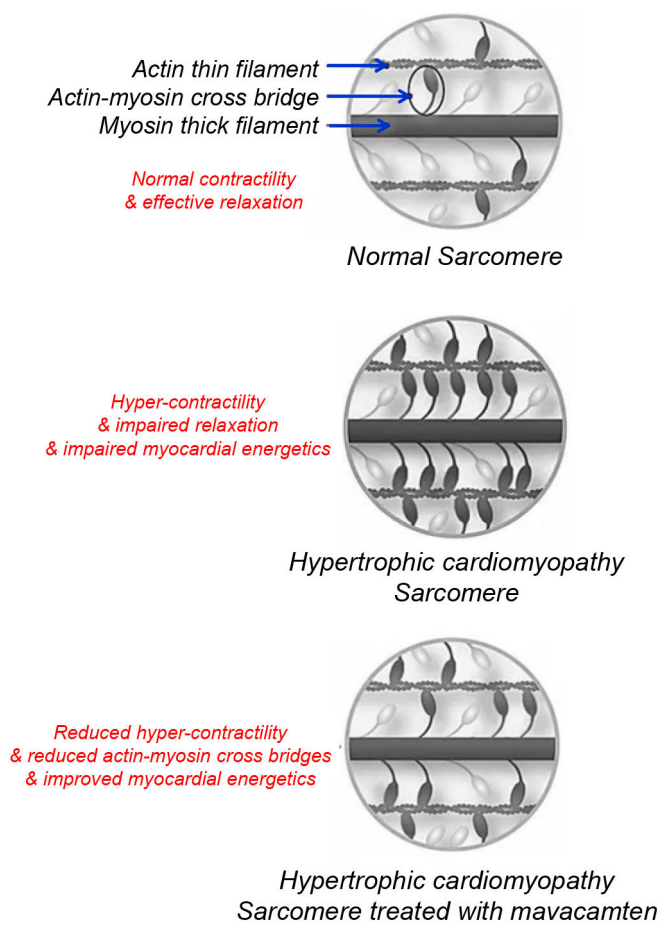 Actin thin filament
Actin-myosin cross bridge
Myosin thick filament
Normal contractility
& effective relaxation
Normal Sarcomere
Hyper-contractility
& impaired relaxation
& impaired myocardial energetics
Hypertrophic cardiomyopathy
Sarcomere
Reduced hyper-contractility
& reduced actin-myosin cross bridges
& improved myocardial energetics
Hypertrophic cardiomyopathy
Sarcomere treated with mavacamten